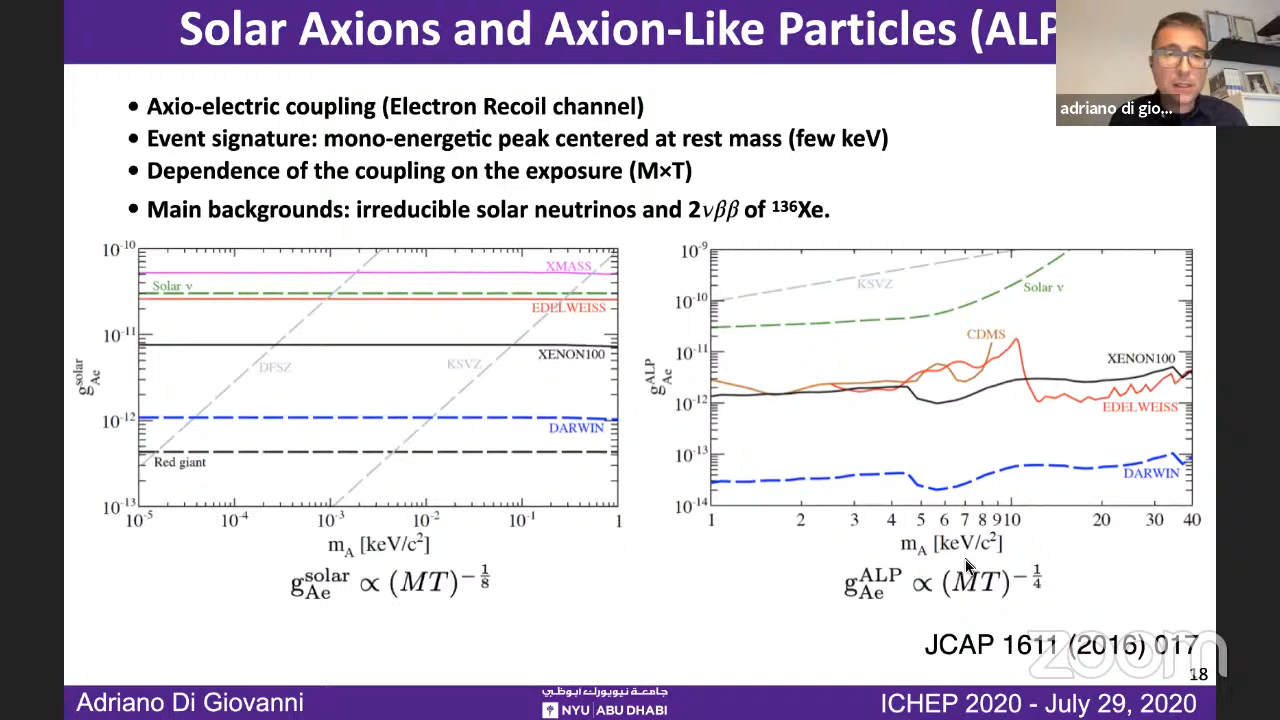 Solar Axions and Axion-Like Particles (ALP
adriano di gio...
• Axio-electric coupling (Electron Recoil channel)
• Event signature: mono-energetic peak centered at rest mass (few keV)
• Dependence of the coupling on the exposure (M×T)
• Main backgrounds: irreducible solar neutrinos and 2𝜈𝛽𝛽 of ¹³⁶Xe.
10⁻¹⁰
10⁻¹¹
10⁻¹²
10⁻¹³
g_Ae^solar
XMASS
Solar ν
EDELWEISS
XENON100
DFSZ
KSVZ
DARWIN
Red giant
10⁻⁵ 10⁻⁴ 10⁻³ 10⁻² 10⁻¹ 1
m_A [keV/c²]
g_Ae^solar ∝ (MT)^−1/8
10⁻⁹
10⁻¹⁰
10⁻¹¹
10⁻¹²
10⁻¹³
10⁻¹⁴
g_Ae^ALP
KSVZ
Solar ν
CDMS
XENON100
EDELWEISS
DARWIN
1 2 3 4 5 6 7 8 9 10 20 30 40
m_A [keV/c²]
g_Ae^ALP ∝ (MT)^−1/4
JCAP 1611 (2016) 017
zoom
18
Adriano Di Giovanni
جامعـة نيويورك أبوظبي
NYU | ABU DHABI
ICHEP 2020 - July 29, 2020